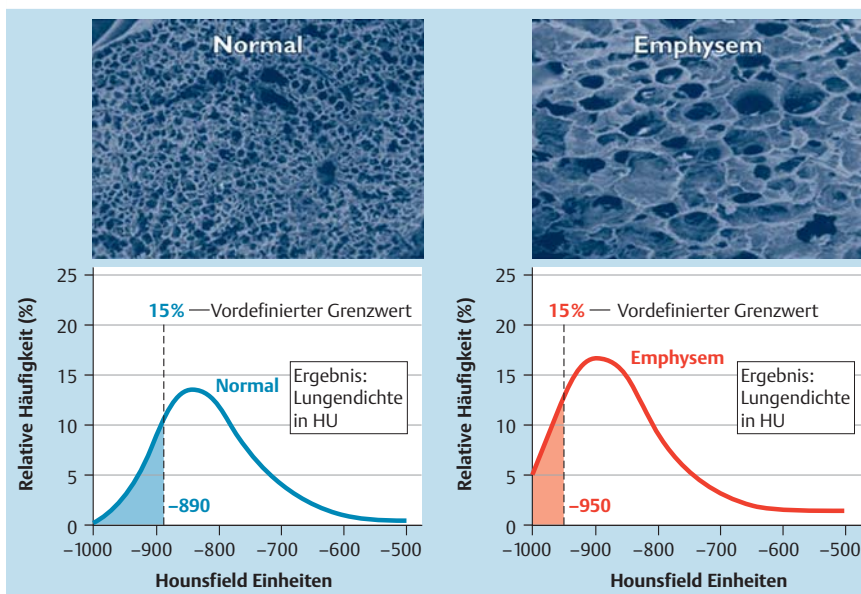 Normal
Emphysem
25
20
15
10
5
0
Relative Häufigkeit (%)
15% Vordefinierter Grenzwert
Normal
Ergebnis:
Lungendichte
in HU
–890
–1000 –900 –800 –700 –600 –500
Hounsfield Einheiten
25
20
15
10
5
0
Relative Häufigkeit (%)
15% Vordefinierter Grenzwert
Emphysem
Ergebnis:
Lungendichte
in HU
–950
–1000 –900 –800 –700 –600 –500
Hounsfield Einheiten